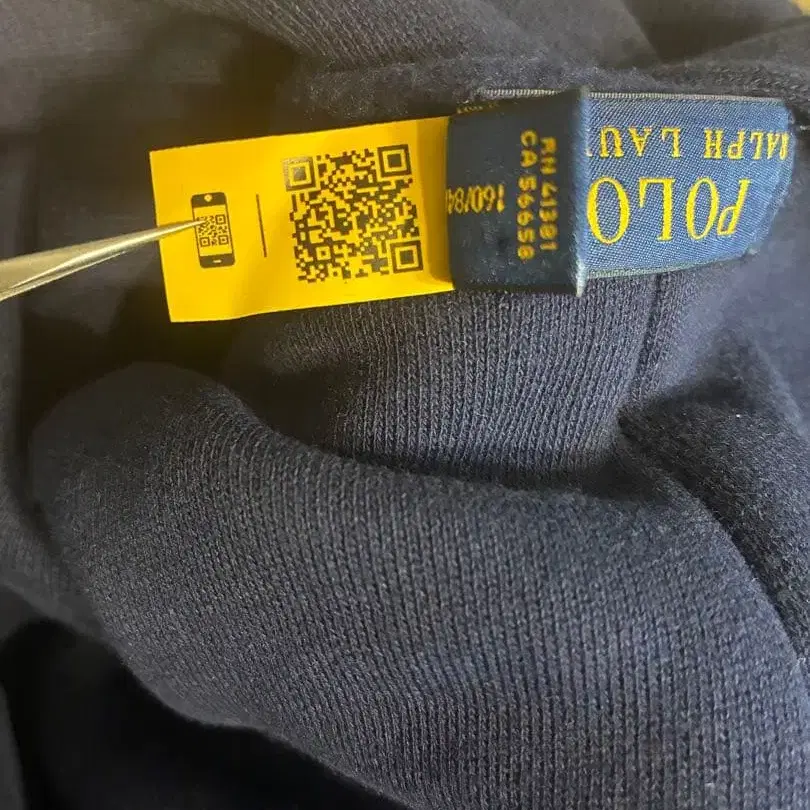 POLO
RALPH LAU
160/84
RN 41381
CA 56658